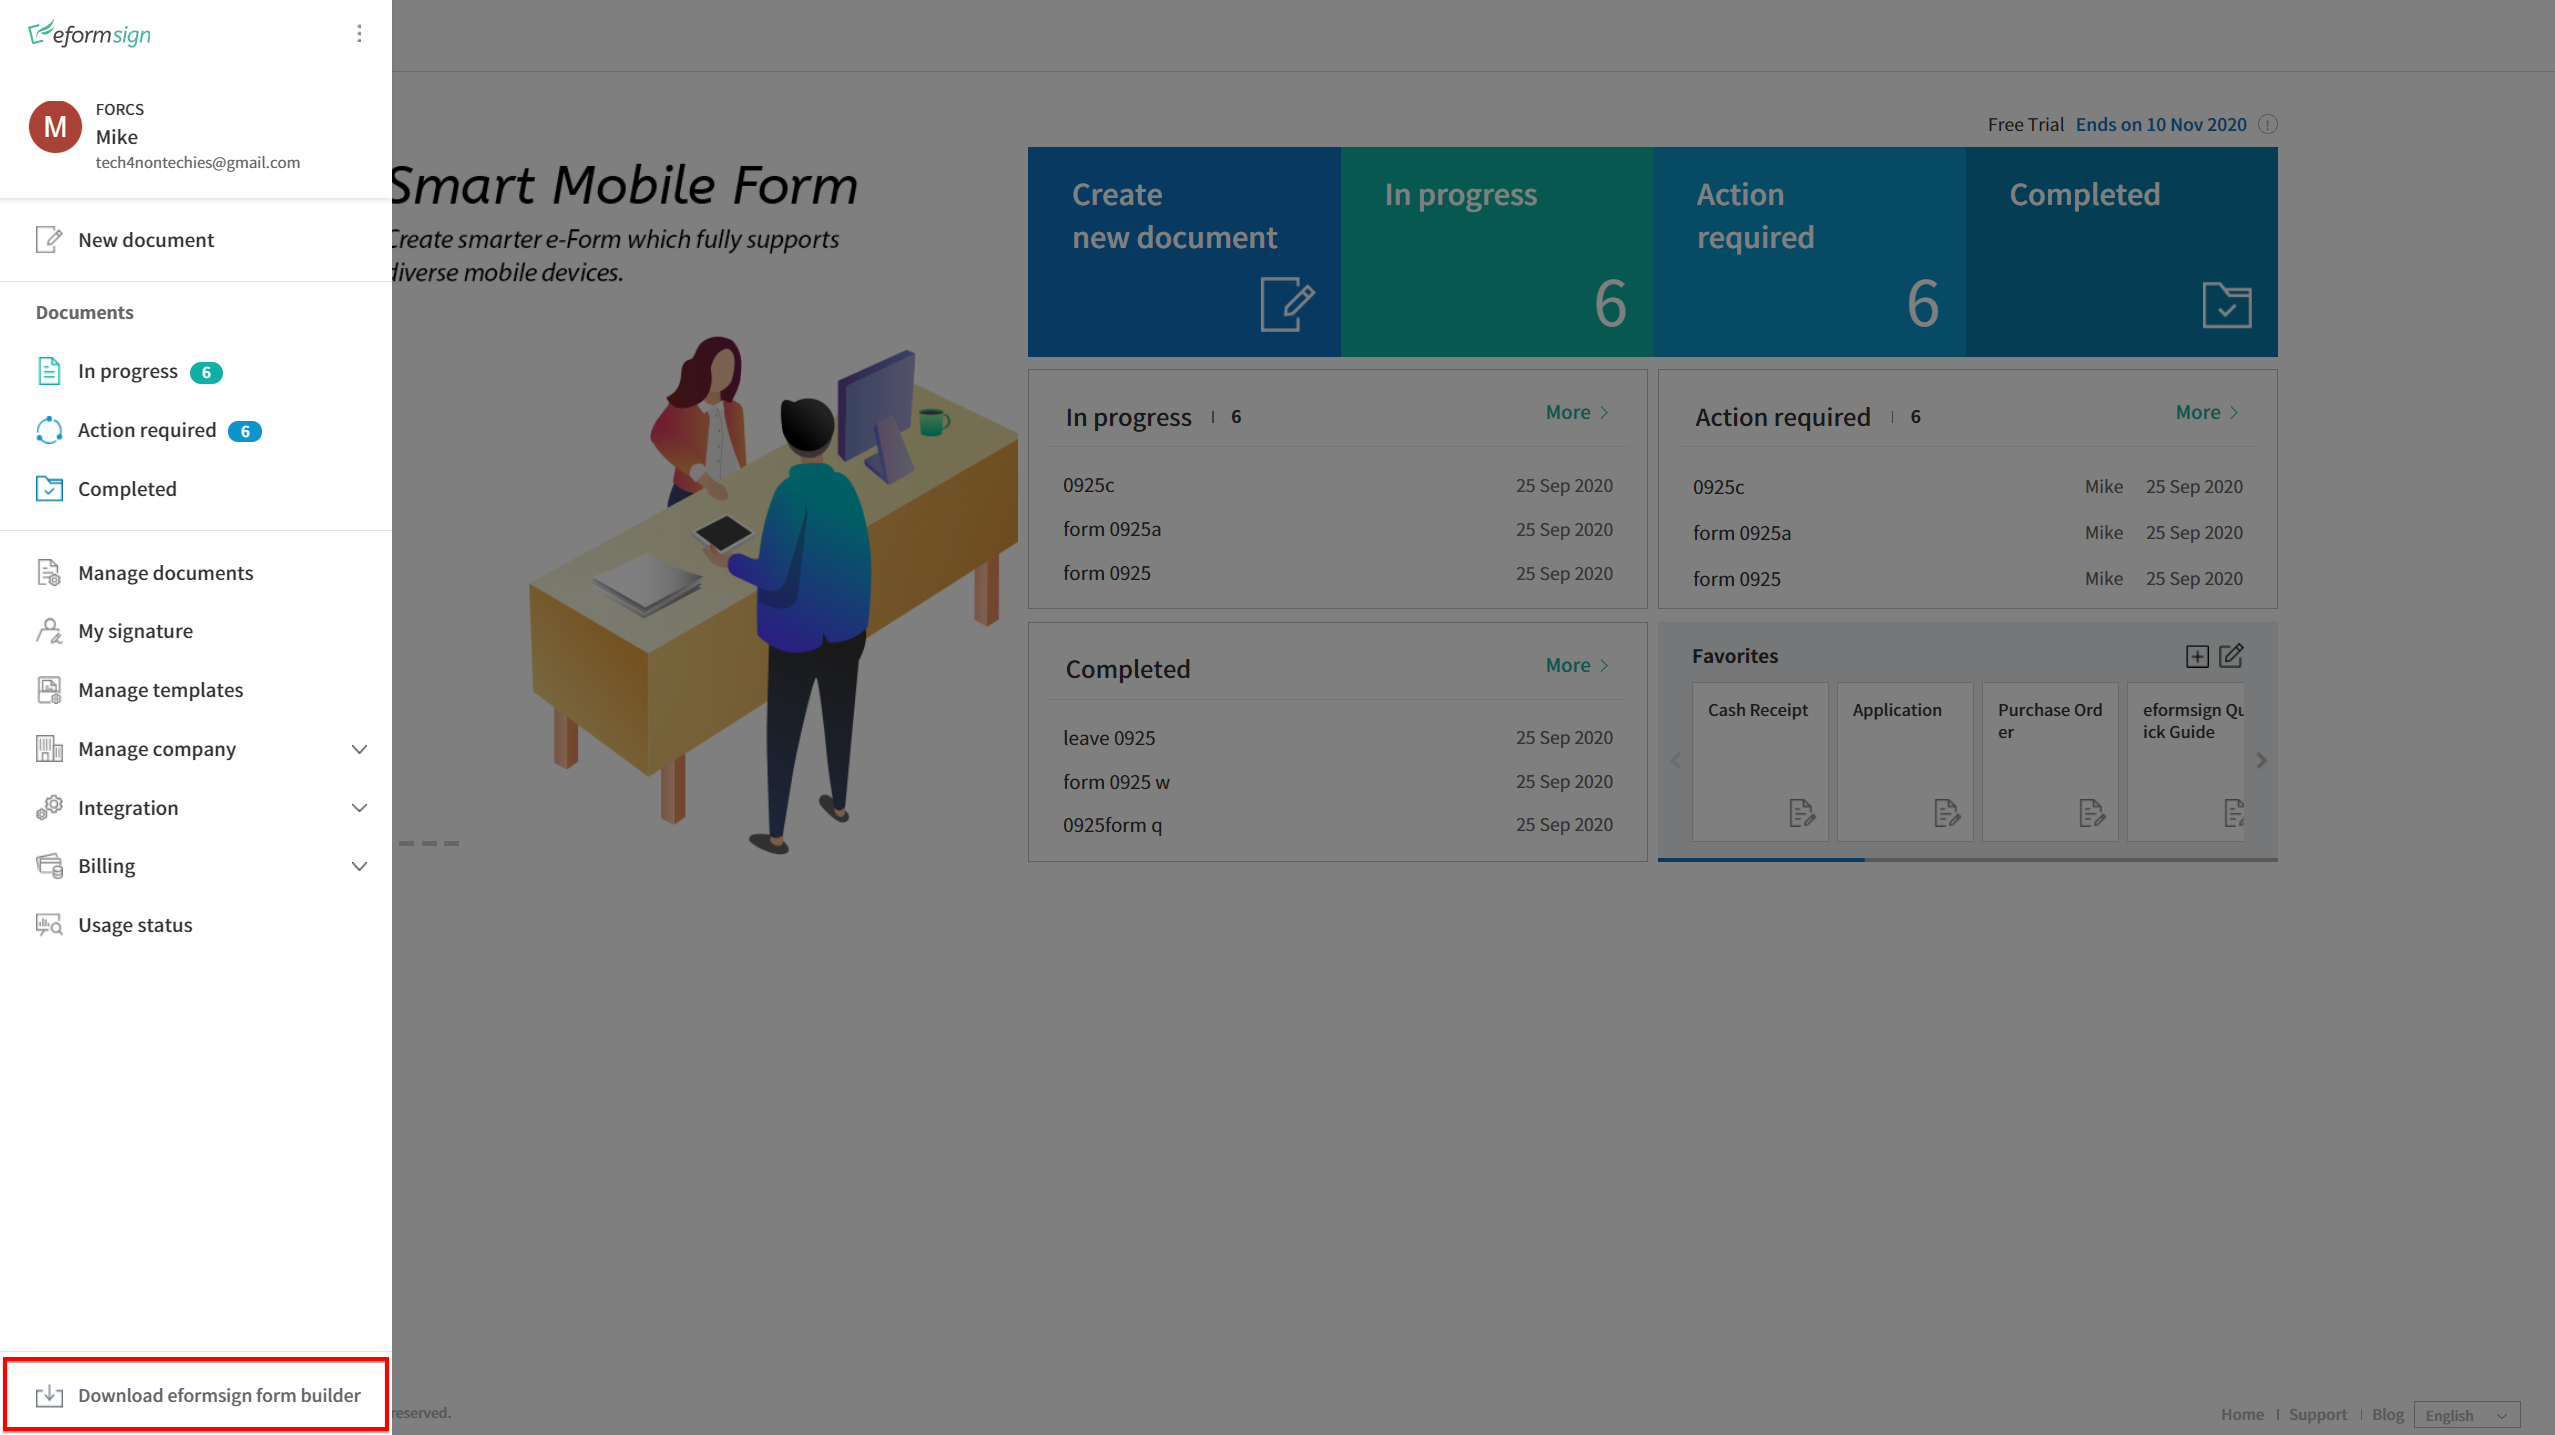 eformsign
FORCS
M
Mike
tech4nontechies@gmail.com
New document
Documents
In progress 6
Action required 6
Completed
Manage documents
My signature
Manage templates
Manage company
Integration
Billing
Usage status
Download eformsign form builder
Smart Mobile Form
Create smarter e-Form which fully supports
diverse mobile devices.
Free Trial Ends on 10 Nov 2020
Create
new document
In progress
6
Action
required
6
Completed
In progress 6 More
0925c 25 Sep 2020
form 0925a 25 Sep 2020
form 0925 25 Sep 2020
Action required 6 More
0925c Mike 25 Sep 2020
form 0925a Mike 25 Sep 2020
form 0925 Mike 25 Sep 2020
Completed More
leave 0925 25 Sep 2020
form 0925 w 25 Sep 2020
0925form q 25 Sep 2020
Favorites
Cash Receipt
Application
Purchase Ord
er
eformsign Qu
ick Guide
reserved.
Home | Support | Blog English